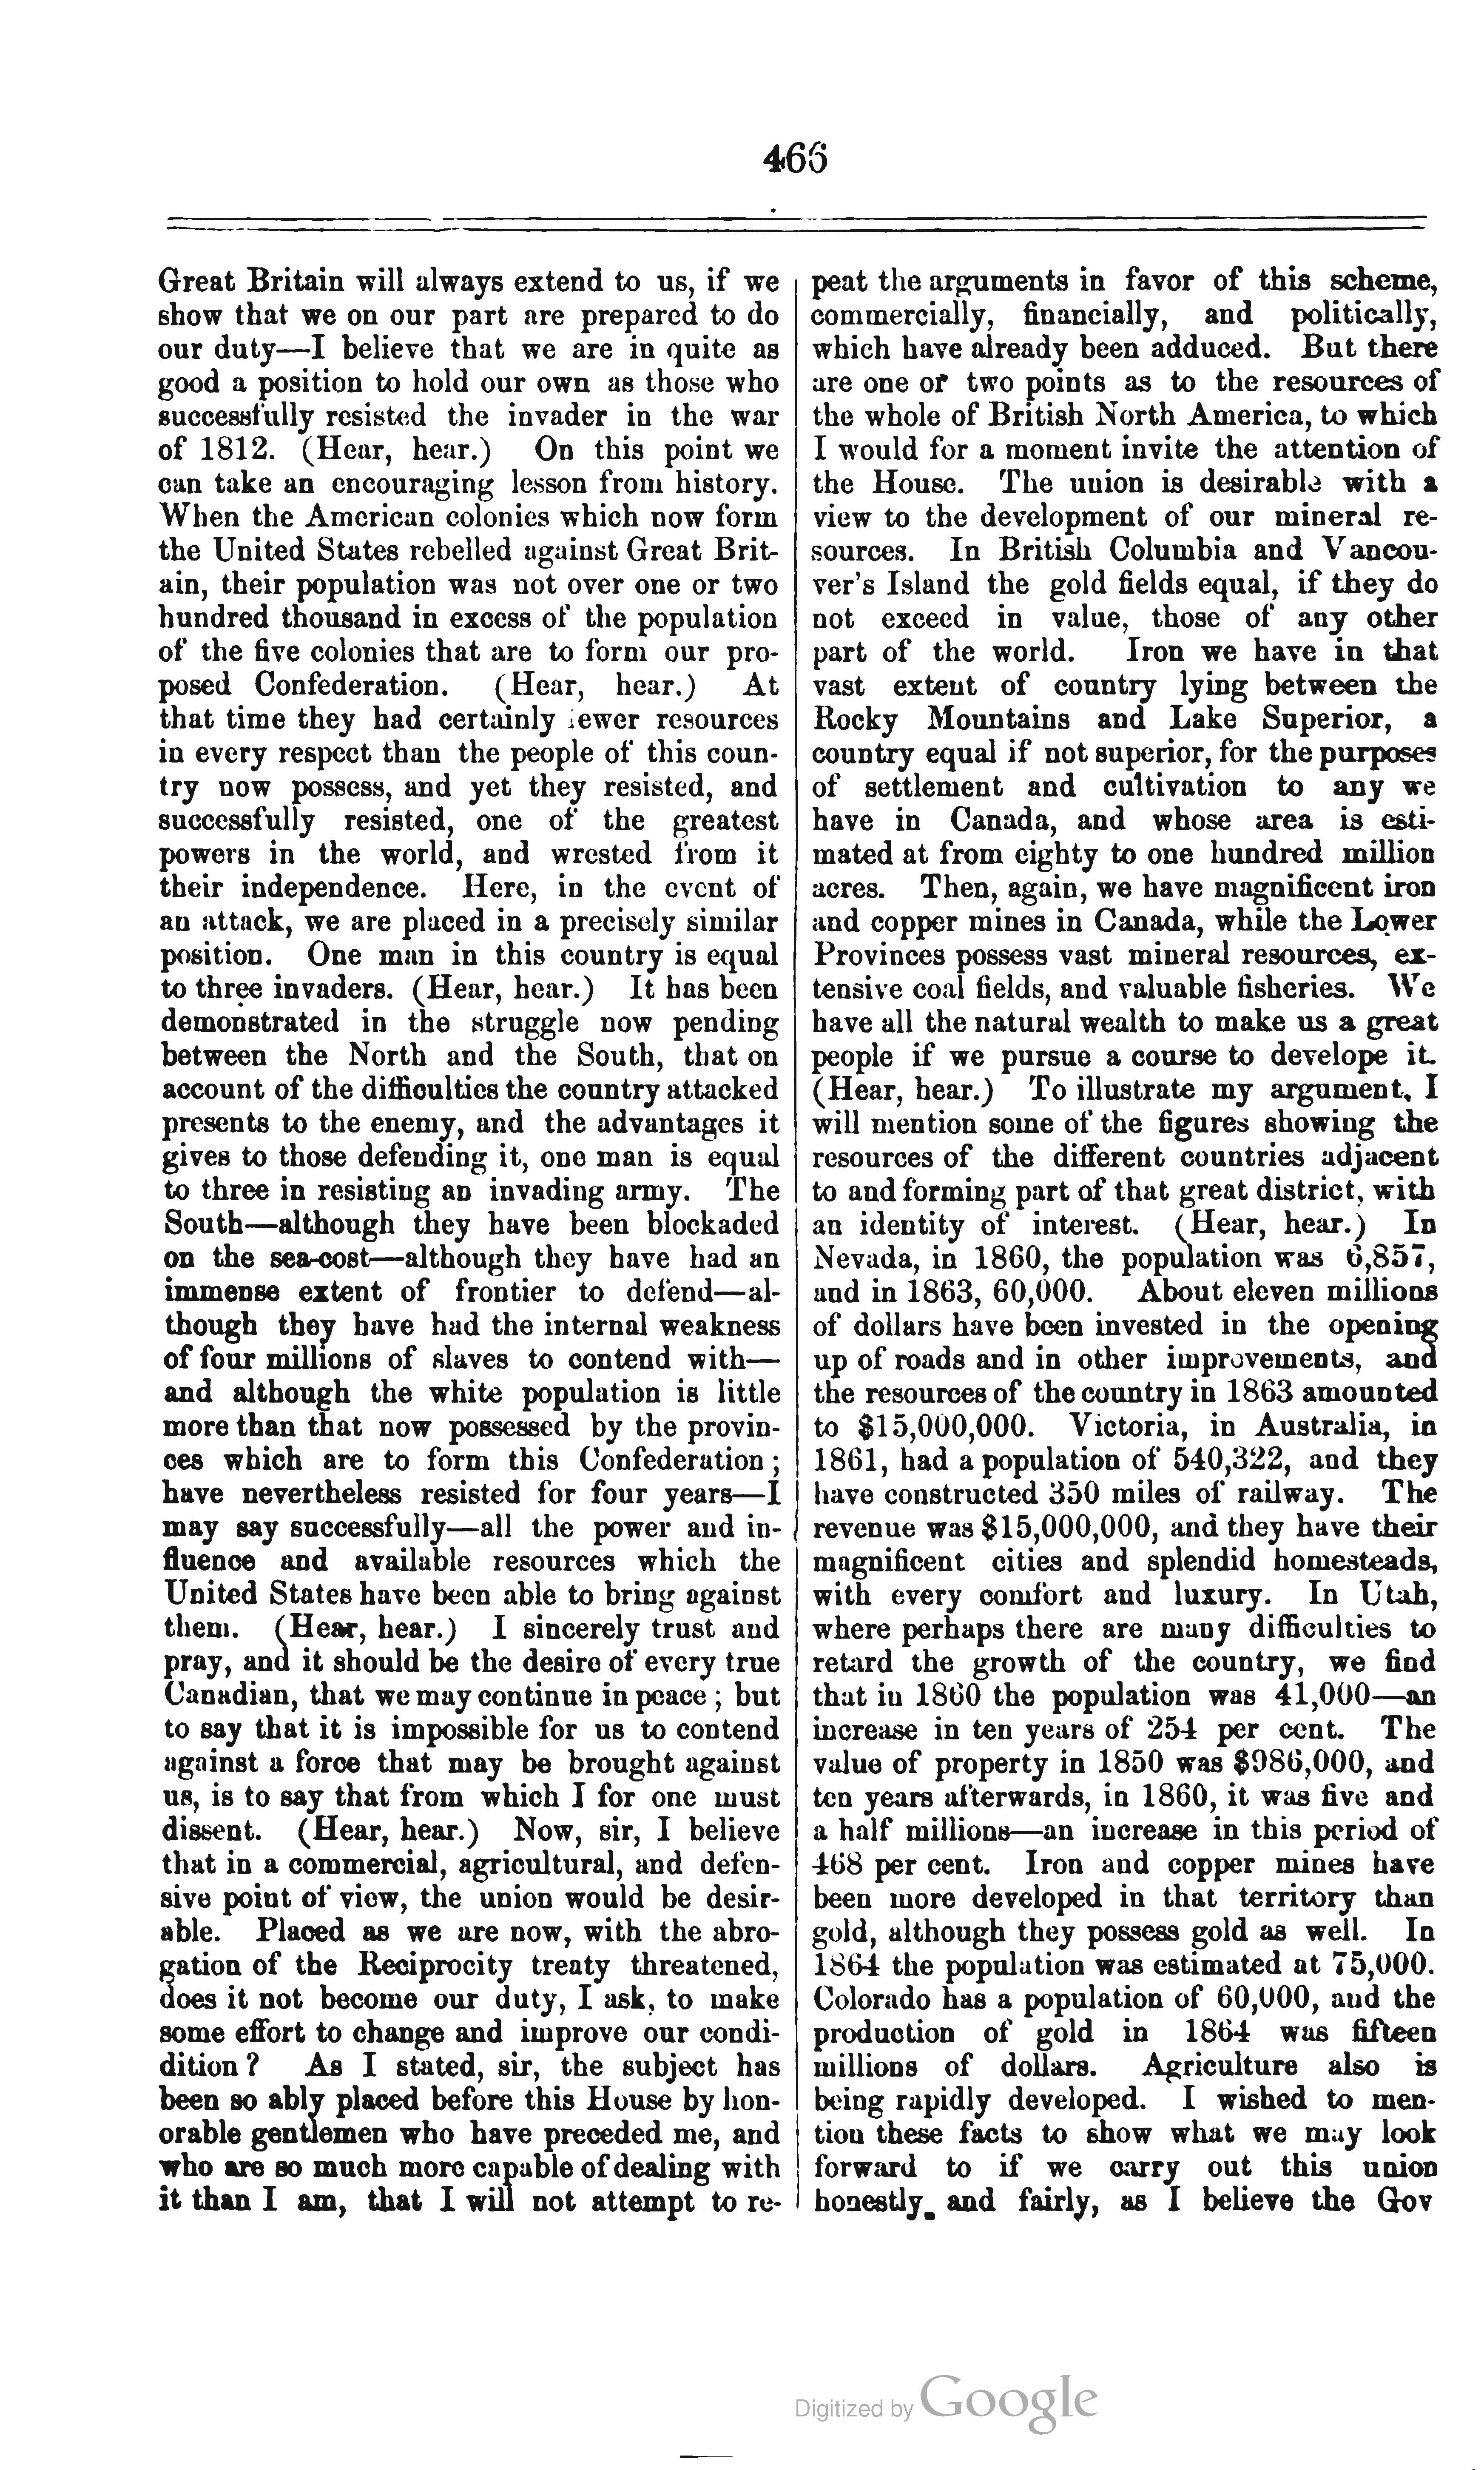 466
Great Britain will always extend to us, if we
show that we on our part are prepared to do
our duty—I believe that we are in quite as
good a position to hold our own as those who
successfully resisted the invader in the war
of 1812. (Hear, hear.) On this point we
can take an encouraging lesson from history.
When the American colonies which now form
the United States rebelled against Great Brit-
ain, their population was not over one or two
hundred thousand in excess of the population
of the five colonies that are to form our pro-
posed Confederation. (Hear, hear.) At
that time they had certainly fewer resources
in every respect than the people of this coun-
try now possess, and yet they resisted, and
successfully resisted, one of the greatest
powers in the world, and wrested from it
their independence. Here, in the event of
an attack, we are placed in a precisely similar
position. One man in this country is equal
to three invaders. (Hear, hear.) It has been
demonstrated in the struggle now pending
between the North and the South, that on
account of the difficulties the country attacked
presents to the enemy, and the advantages it
gives to those defending it, one man is equal
to three in resisting an invading army. The
South—although they have been blockaded
on the sea-cost—although they have had an
immense extent of frontier to defend—al-
though they have had the internal weakness
of four millions of slaves to contend with—
and although the white population is little
more than that now possessed by the provin-
ces which are to form this Confederation;
have nevertheless resisted for four years—I
may say successfully—all the power and in-
fluence and available resources which the
United States have been able to bring against
them. (Hear, hear.) I sincerely trust and
pray, and it should be the desire of every true
Canadian, that we may continue in peace; but
to say that it is impossible for us to contend
against a force that may be brought against
us, is to say that from which I for one must
dissent. (Hear, hear.) Now, sir, I believe
that in a commercial, agricultural, and defen-
sive point of view, the union would be desir-
able. Placed as we are now, with the abro-
gation of the Reciprocity treaty threatened,
does it not become our duty, I ask, to make
some effort to change and improve our condi-
dition? As I stated, sir, the subject has
been so ably placed before this House by hon-
orable gentlemen who have preceded me, and
who are so much more capable of dealing with
it than I am, that I will not attempt to re-
peat the arguments in favor of this scheme,
commercially, financially, and politically,
which have already been adduced. But there
are one or two points as to the resources of
the whole of British North America, to which
I would for a moment invite the attention of
the House. The union is desirable with a
view to the development of our mineral re-
sources. In British Columbia and Vancou-
ver's Island the gold fields equal, if they do
not exceed in value, those of any other
part of the world. Iron we have in that
vast extent of country lying between the
Rocky Mountains and Lake Superior, a
country equal if not superior, for the purposes
of settlement and cultivation to any we
have in Canada, and whose area is esti-
mated at from eighty to one hundred million
acres. Then, again, we have magnificent iron
and copper mines in Canada, while the Lower
Provinces possess vast mineral resources, ex-
tensive coal fields, and valuable fisheries. We
have all the natural wealth to make us a great
people if we pursue a course to develope it.
(Hear, hear.) To illustrate my argument, I
will mention some of the figures showing the
resources of the different countries adjacent
to and forming part of that great district, with
an identity of interest. (Hear, hear.) In
Nevada, in 1860, the population was 6,857,
and in 1863, 60,000. About eleven millions
of dollars have been invested in the opening
up of roads and in other improvements, and
the resources of the country in 1863 amounted
to $15,000,000. Victoria, in Australia, in
1861, had a population of 540,322, and they
have constructed 350 miles of railway. The
revenue was $15,000,000, and they have their
magnificent cities and splendid homesteads,
with every comfort and luxury. In Utah,
where perhaps there are many difficulties to
retard the growth of the country, we find
that in 1860 the population was 41,000—an
increase in ten years of 254 per cent. The
value of property in 1850 was $986,000, and
ten years afterwards, in 1860, it was five and
a half millions—an increase in this period of
468 per cent. Iron and copper mines have
been more developed in that territory than
gold, although they possess gold as well. In
1864 the population was estimated at 75,000.
Colorado has a population of 60,000, and the
production of gold in 1864 was fifteen
millions of dollars. Agriculture also is
being rapidly developed. I wished to men-
tion these facts to show what we may look
forward to if we carry out this union
honestly and fairly, as I believe the Gov
Digitized by Google